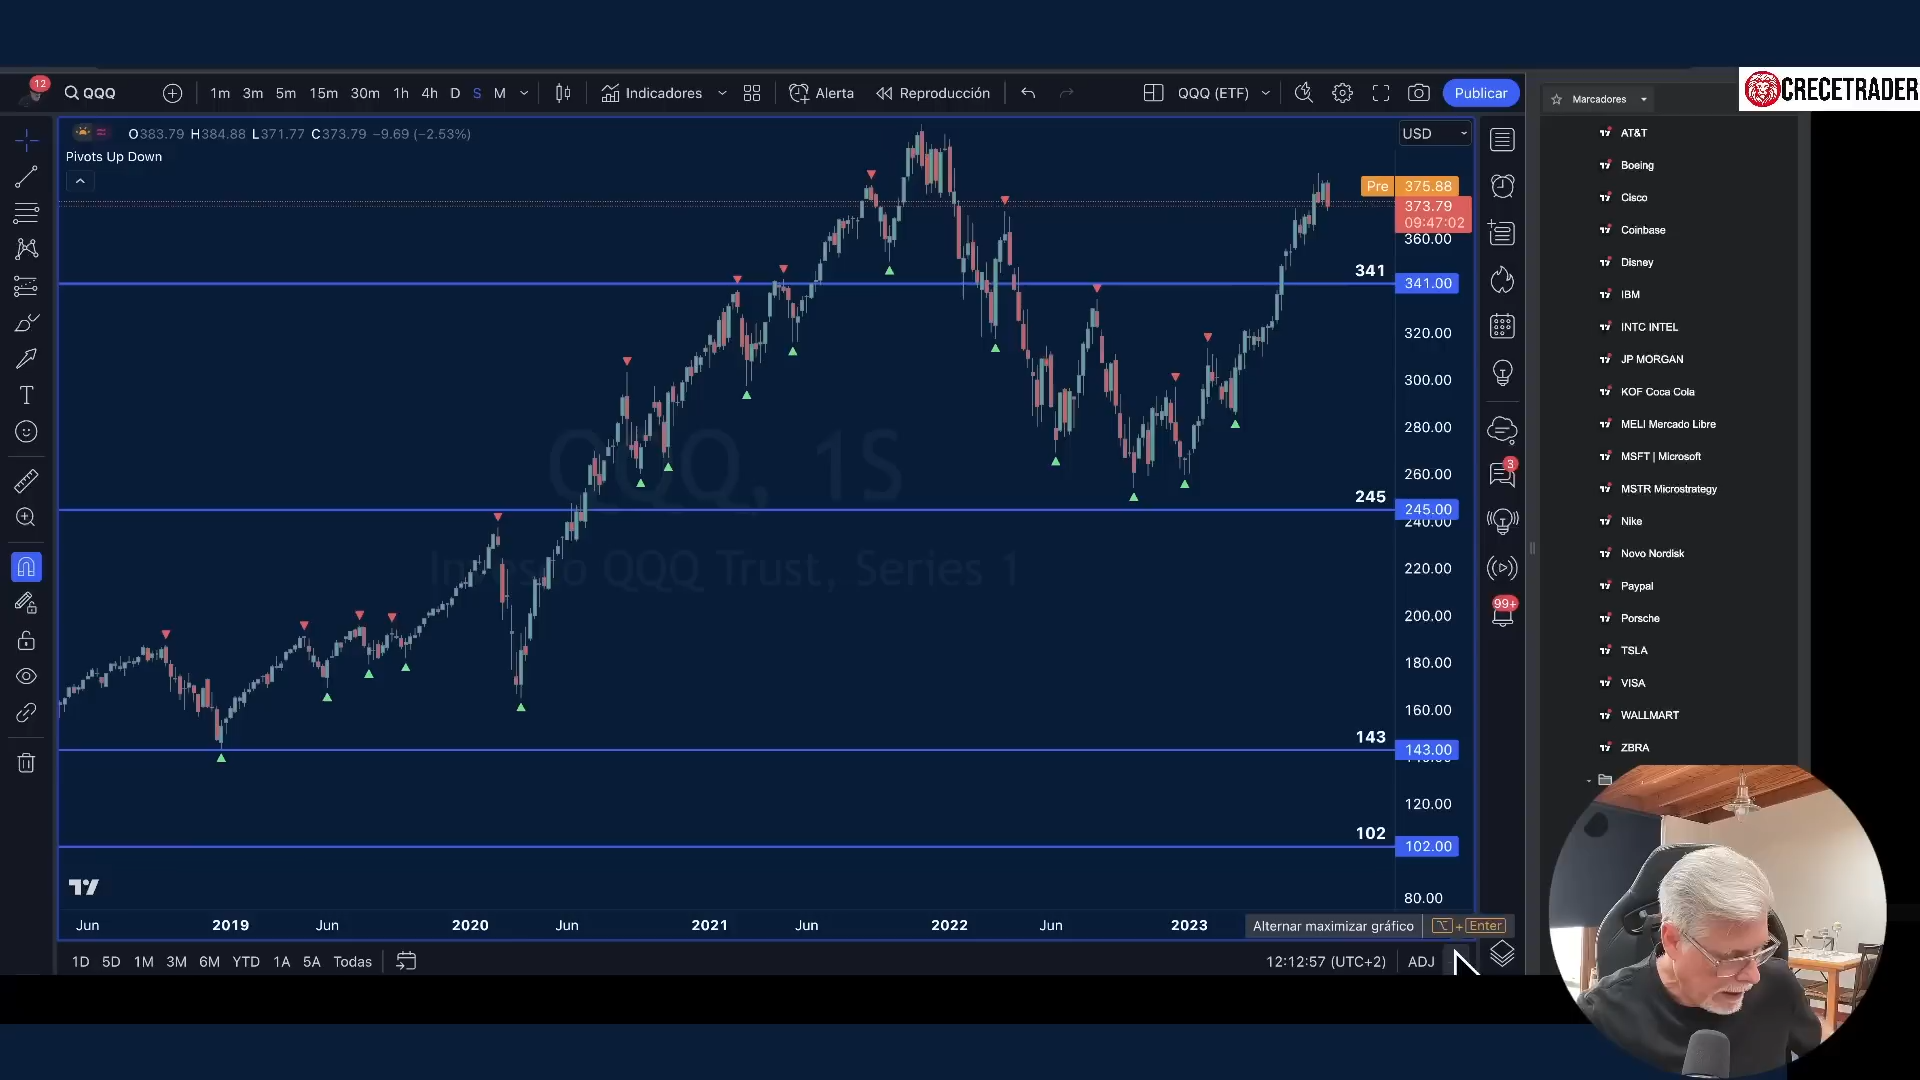 12
QQQ
1m 3m 5m 15m 30m 1h 4h D S M
Indicadores
Alerta
Reproducción
QQQ (ETF)
Publicar
Marcadores
CRECETRADER
O383.79 H384.88 L371.77 C373.79 −9.69 (−2.53%)
USD
Pivots Up Down
Pre 375.88
373.79
09:47:02
360.00
341
341.00
320.00
300.00
280.00
260.00
245
245.00
240.00
220.00
200.00
180.00
160.00
143
143.00
120.00
102
102.00
80.00
QQQ, 1S
Invesco QQQ Trust, Series 1
Jun 2019 Jun 2020 Jun 2021 Jun 2022 Jun 2023
Alternar maximizar gráfico ⌥ + Enter
1D 5D 1M 3M 6M YTD 1A 5A Todas
12:12:57 (UTC+2)
ADJ
3
99+
AT&T
Boeing
Cisco
Coinbase
Disney
IBM
INTC INTEL
JP MORGAN
KOF Coca Cola
MELI Mercado Libre
MSFT | Microsoft
MSTR Microstrategy
Nike
Novo Nordisk
Paypal
Porsche
TSLA
VISA
WALLMART
ZBRA